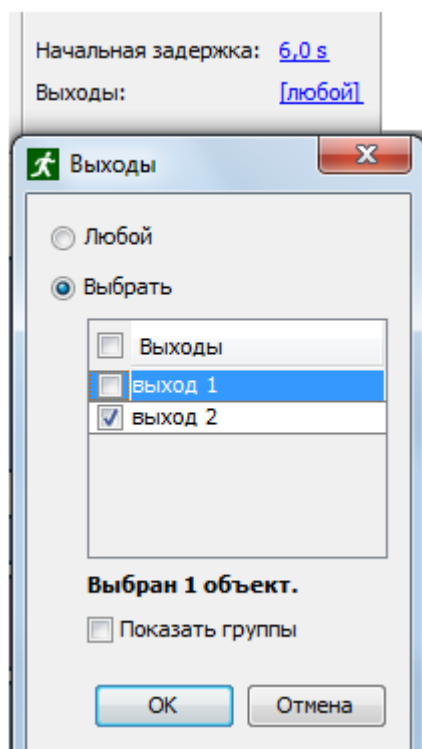 Начальная задержка: 6,0 s
Выходы: [любой]
Выходы
Любой
Выбрать
Выходы
выход 1
выход 2
Выбран 1 объект.
Показать группы
OK Отмена